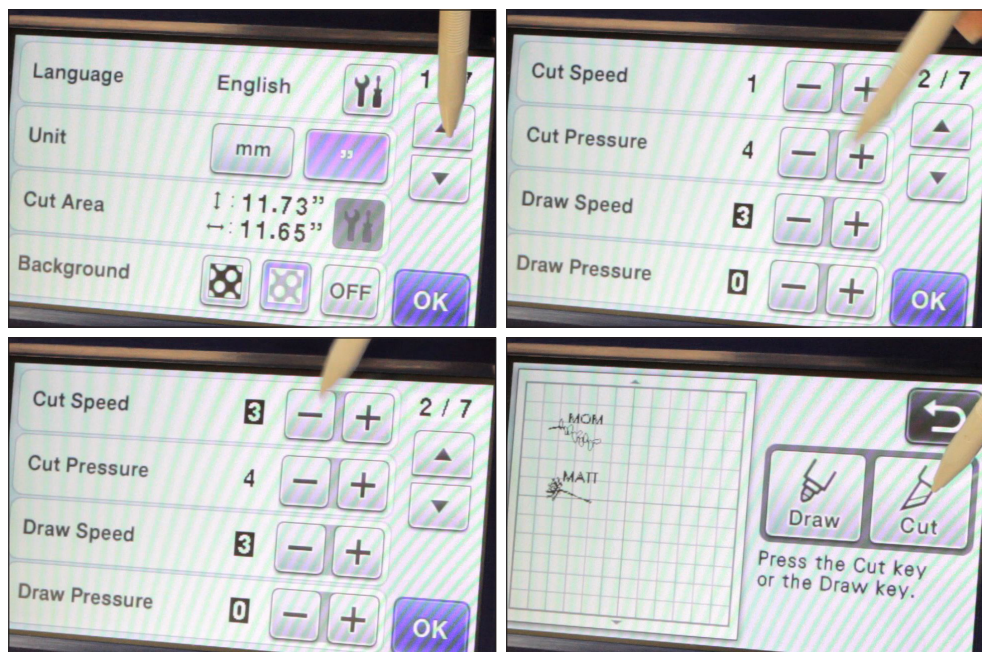 Language English 1 / 7
Unit mm ”
Cut Area : 11.73”
: 11.65”
Background OFF OK
Cut Speed 1 − + 2 / 7
Cut Pressure 4 − +
Draw Speed 3 − +
Draw Pressure 0 − + OK
Cut Speed 3 − + 2 / 7
Cut Pressure 4 − +
Draw Speed 3 − +
Draw Pressure 0 − + OK
MOM
MATT
Draw Cut
Press the Cut key
or the Draw key.